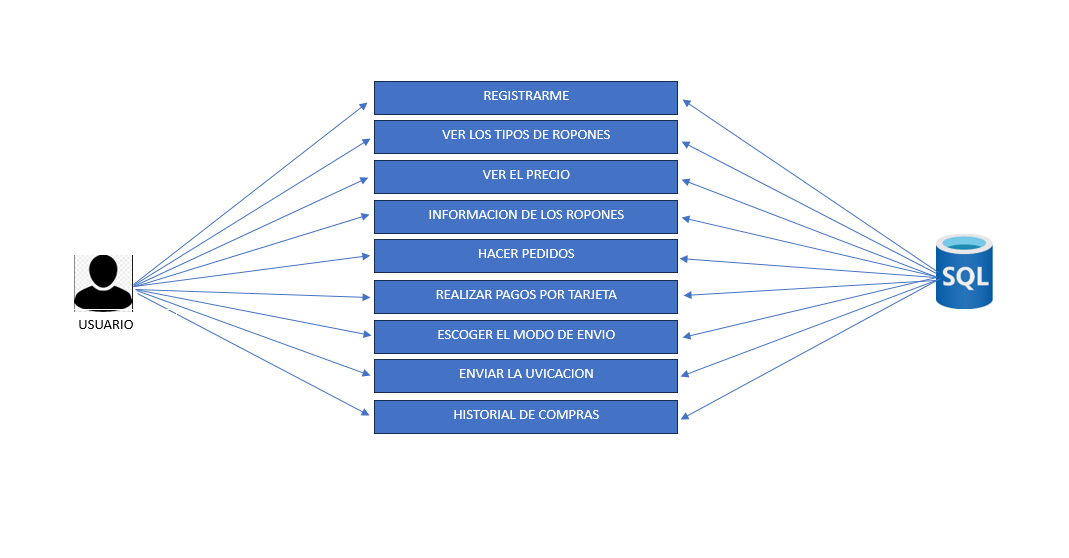 REGISTRARME
VER LOS TIPOS DE ROPONES
VER EL PRECIO
INFORMACION DE LOS ROPONES
HACER PEDIDOS
REALIZAR PAGOS POR TARJETA
ESCOGER EL MODO DE ENVIO
ENVIAR LA UVICACION
HISTORIAL DE COMPRAS
USUARIO
SQL